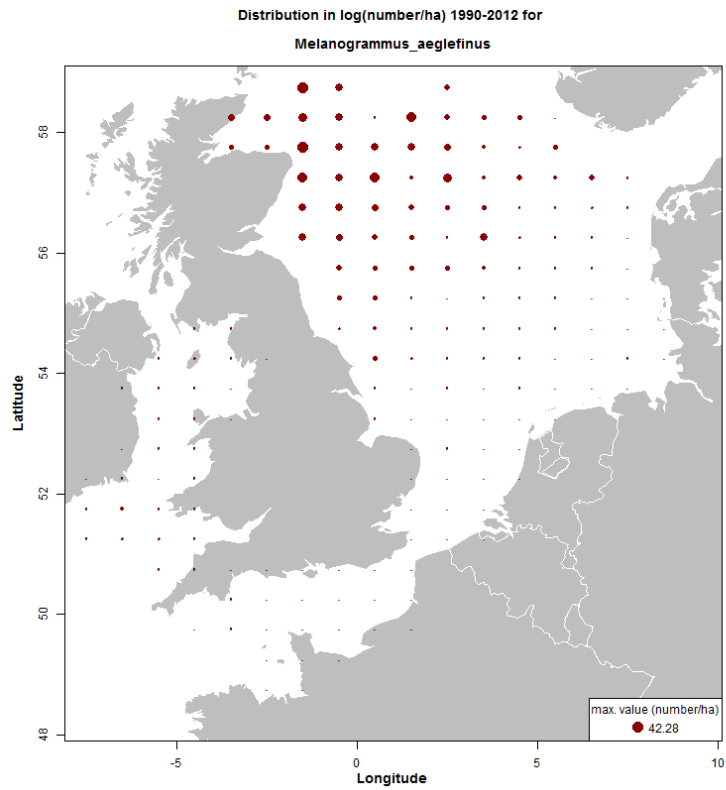 Distribution in log(number/ha) 1990-2012 for
Melanogrammus_aeglefinus
58
56
54
52
50
48
Latitude
-5
0
5
10
Longitude
max. value (number/ha)
42.28